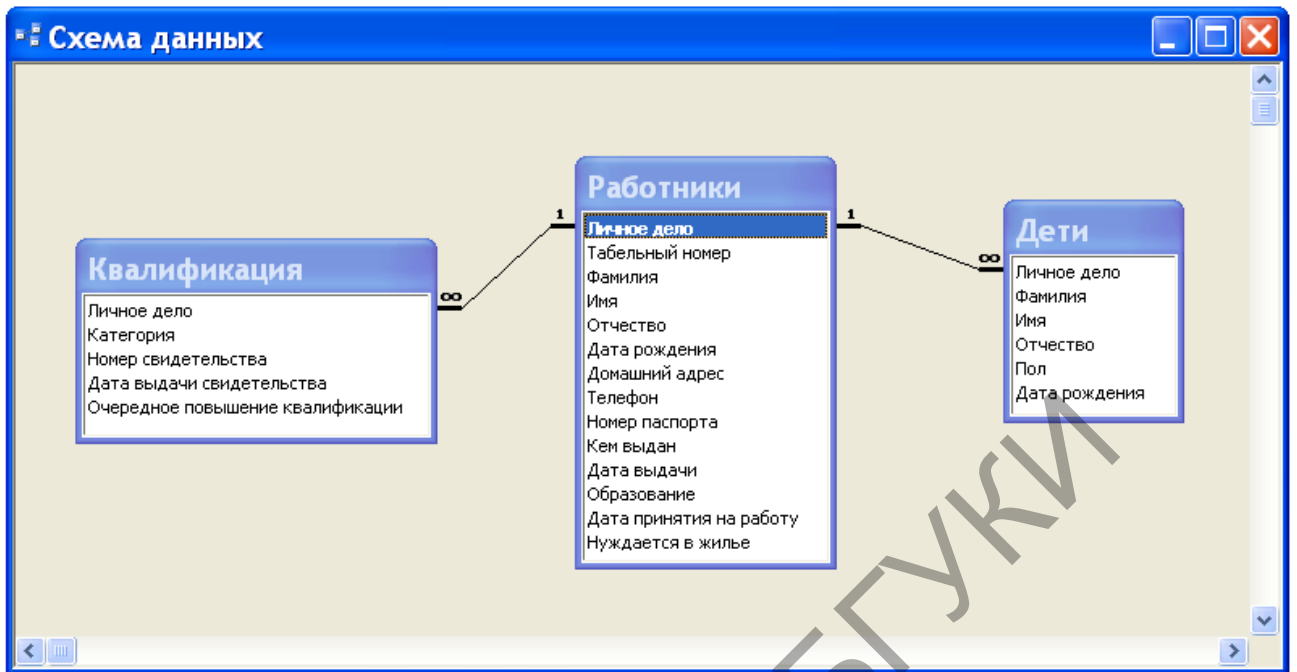 Схема данных
Квалификация
Личное дело
Категория
Номер свидетельства
Дата выдачи свидетельства
Очередное повышение квалификации
∞
1
Работники
Личное дело
Табельный номер
Фамилия
Имя
Отчество
Дата рождения
Домашний адрес
Телефон
Номер паспорта
Кем выдан
Дата выдачи
Образование
Дата принятия на работу
Нуждается в жилье
1
∞
Дети
Личное дело
Фамилия
Имя
Отчество
Пол
Дата рождения
БГУКИ